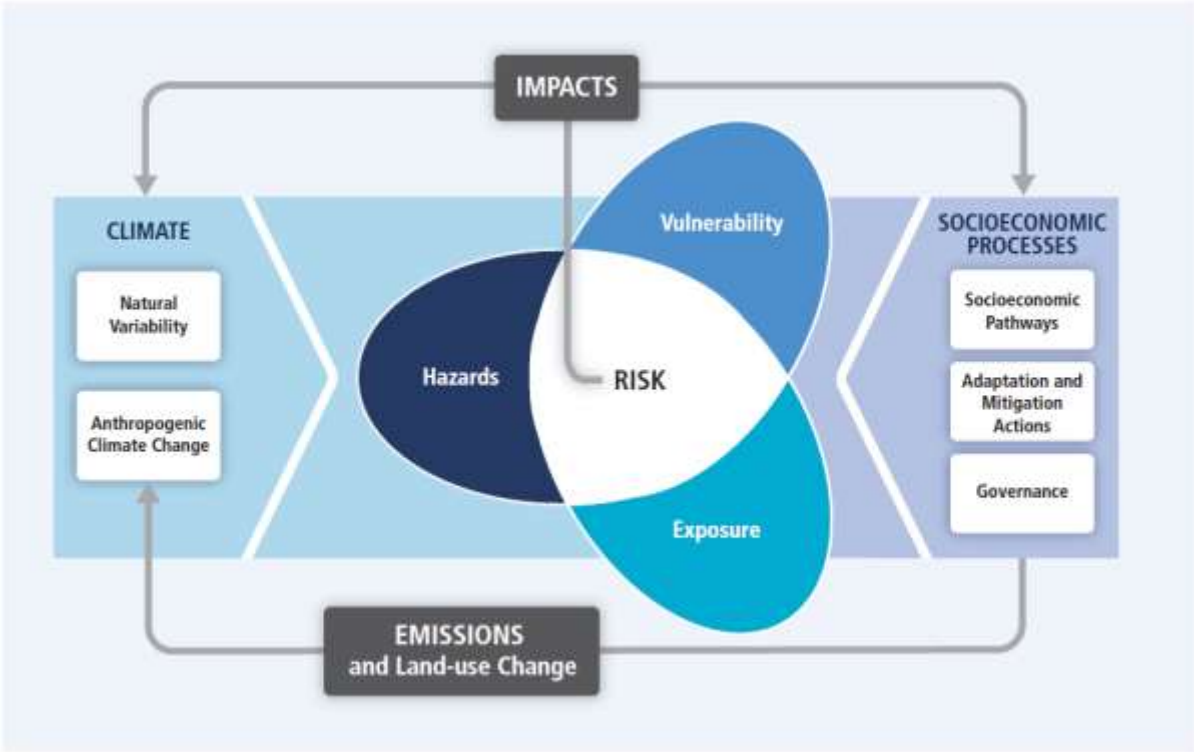 IMPACTS
CLIMATE
Natural
Variability
Anthropogenic
Climate Change
Vulnerability
Hazards
RISK
Exposure
SOCIOECONOMIC
PROCESSES
Socioeconomic
Pathways
Adaptation and
Mitigation
Actions
Governance
EMISSIONS
and Land-use Change